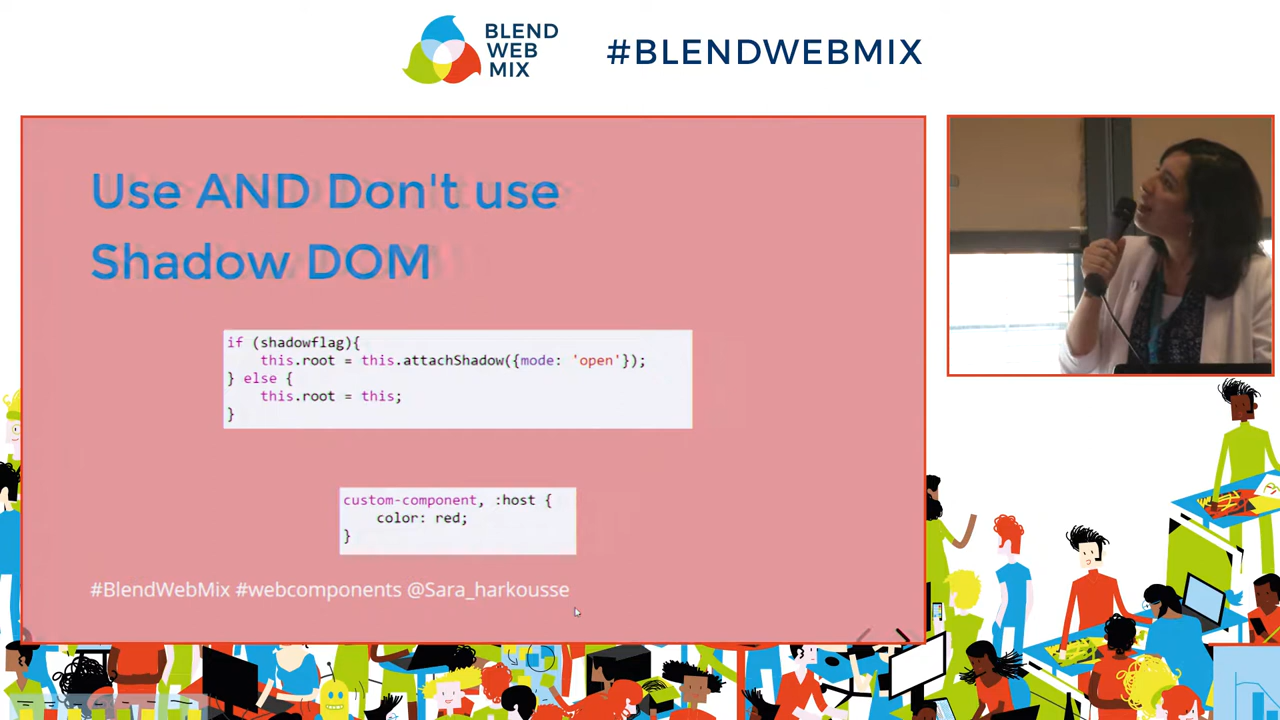 BLEND
WEB
MIX
#BLENDWEBMIX
Use AND Don't use
Shadow DOM
if (shadowflag){
    this.root = this.attachShadow({mode: 'open'});
} else {
    this.root = this;
}
custom-component, :host {
    color: red;
}
#BlendWebMix #webcomponents @Sara_harkousse